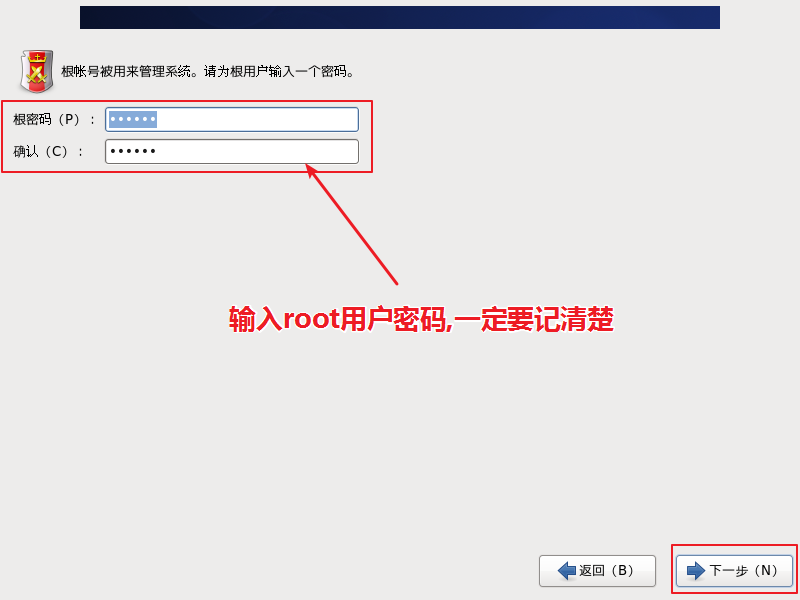 根帐号被用来管理系统。请为根用户输入一个密码。
根密码（P）：
••••••
确认（C）：
••••••
输入root用户密码,一定要记清楚
返回（B）
下一步（N）